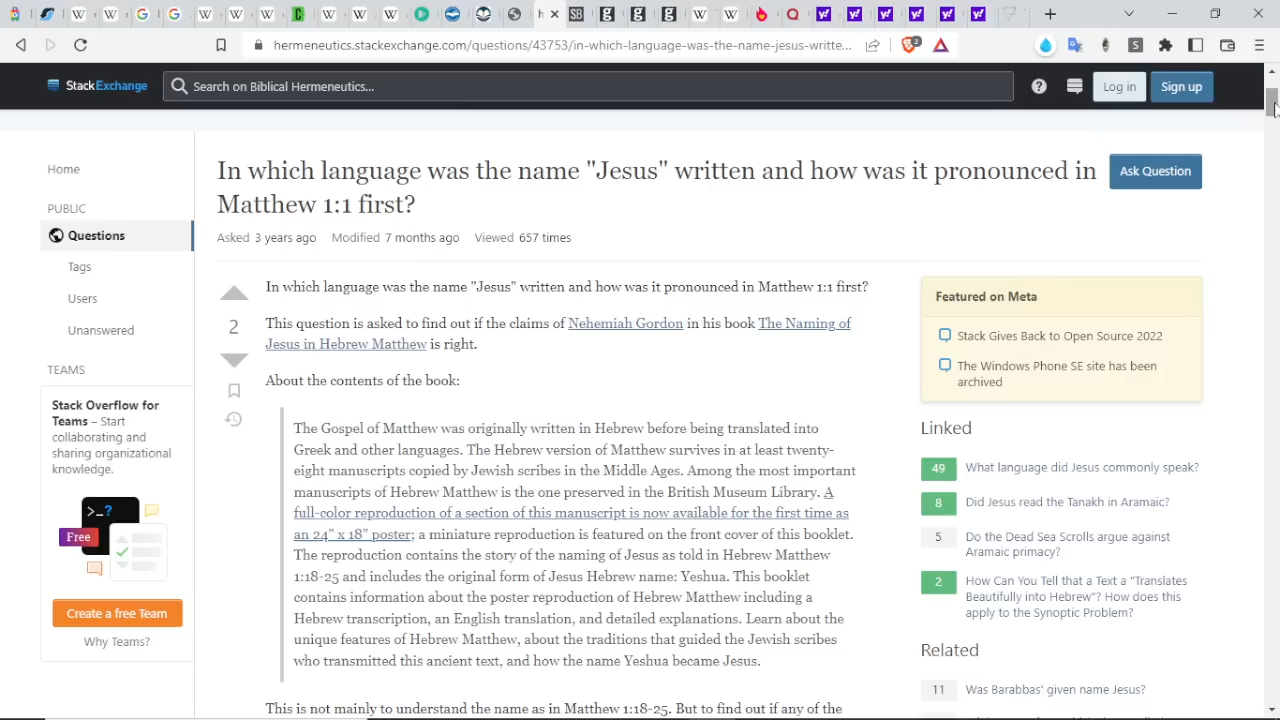 hermeneutics.stackexchange.com/questions/43753/in-which-language-was-the-name-jesus-writte...
2
StackExchange
Search on Biblical Hermeneutics...
Log in
Sign up
Home
PUBLIC
Questions
Tags
Users
Unanswered
TEAMS
Stack Overflow for
Teams – Start
collaborating and
sharing organizational
knowledge.
>_?
Free
Create a free Team
Why Teams?
In which language was the name "Jesus" written and how was it pronounced in
Matthew 1:1 first?
Ask Question
Asked 3 years ago Modified 7 months ago Viewed 657 times
2
In which language was the name "Jesus" written and how was it pronounced in Matthew 1:1 first?
This question is asked to find out if the claims of Nehemiah Gordon in his book The Naming of
Jesus in Hebrew Matthew is right.
About the contents of the book:
The Gospel of Matthew was originally written in Hebrew before being translated into
Greek and other languages. The Hebrew version of Matthew survives in at least twenty-
eight manuscripts copied by Jewish scribes in the Middle Ages. Among the most important
manuscripts of Hebrew Matthew is the one preserved in the British Museum Library. A
full-color reproduction of a section of this manuscript is now available for the first time as
an 24" x 18" poster; a miniature reproduction is featured on the front cover of this booklet.
The reproduction contains the story of the naming of Jesus as told in Hebrew Matthew
1:18-25 and includes the original form of Jesus Hebrew name: Yeshua. This booklet
contains information about the poster reproduction of Hebrew Matthew including a
Hebrew transcription, an English translation, and detailed explanations. Learn about the
unique features of Hebrew Matthew, about the traditions that guided the Jewish scribes
who transmitted this ancient text, and how the name Yeshua became Jesus.
This is not mainly to understand the name as in Matthew 1:18-25. But to find out if any of the
Featured on Meta
Stack Gives Back to Open Source 2022
The Windows Phone SE site has been
archived
Linked
49 What language did Jesus commonly speak?
8 Did Jesus read the Tanakh in Aramaic?
5 Do the Dead Sea Scrolls argue against
Aramaic primacy?
2 How Can You Tell that a Text a "Translates
Beautifully into Hebrew"? How does this
apply to the Synoptic Problem?
Related
11 Was Barabbas' given name Jesus?